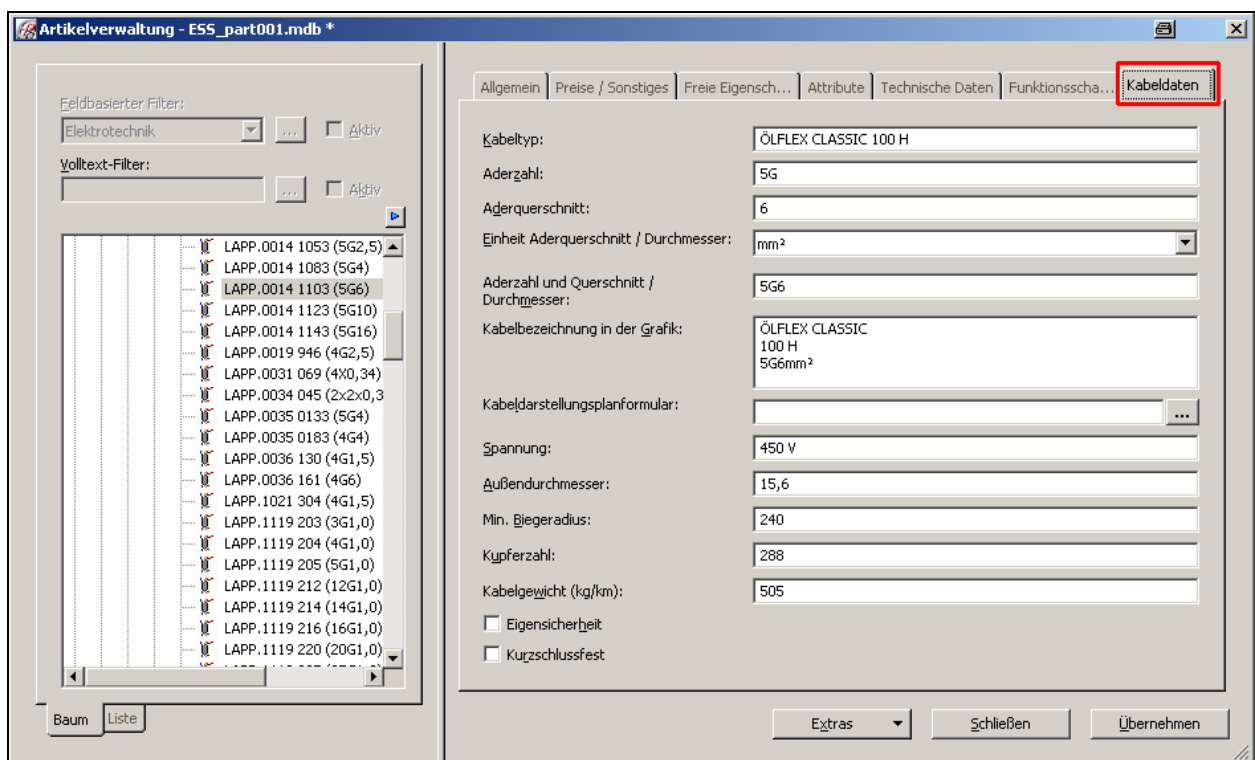 Artikelverwaltung - ESS_part001.mdb *
Feldbasierter Filter:
Elektrotechnik
...
Aktiv
Volltext-Filter:
...
Aktiv
LAPP.0014 1053 (5G2,5)
LAPP.0014 1083 (5G4)
LAPP.0014 1103 (5G6)
LAPP.0014 1123 (5G10)
LAPP.0014 1143 (5G16)
LAPP.0019 946 (4G2,5)
LAPP.0031 069 (4X0,34)
LAPP.0034 045 (2x2x0,3
LAPP.0035 0133 (5G4)
LAPP.0035 0183 (4G4)
LAPP.0036 130 (4G1,5)
LAPP.0036 161 (4G6)
LAPP.1021 304 (4G1,5)
LAPP.1119 203 (3G1,0)
LAPP.1119 204 (4G1,0)
LAPP.1119 205 (5G1,0)
LAPP.1119 212 (12G1,0)
LAPP.1119 214 (14G1,0)
LAPP.1119 216 (16G1,0)
LAPP.1119 220 (20G1,0)
Baum
Liste
Allgemein
Preise / Sonstiges
Freie Eigensch...
Attribute
Technische Daten
Funktionsscha...
Kabeldaten
Kabeltyp:
ÖLFLEX CLASSIC 100 H
Aderzahl:
5G
Aderquerschnitt:
6
Einheit Aderquerschnitt / Durchmesser:
mm²
Aderzahl und Querschnitt /
Durchmesser:
5G6
Kabelbezeichnung in der Grafik:
ÖLFLEX CLASSIC
100 H
5G6mm²
Kabeldarstellungsplanformular:
...
Spannung:
450 V
Außendurchmesser:
15,6
Min. Biegeradius:
240
Kupferzahl:
288
Kabelgewicht (kg/km):
505
Eigensicherheit
Kurzschlussfest
Extras
Schließen
Übernehmen